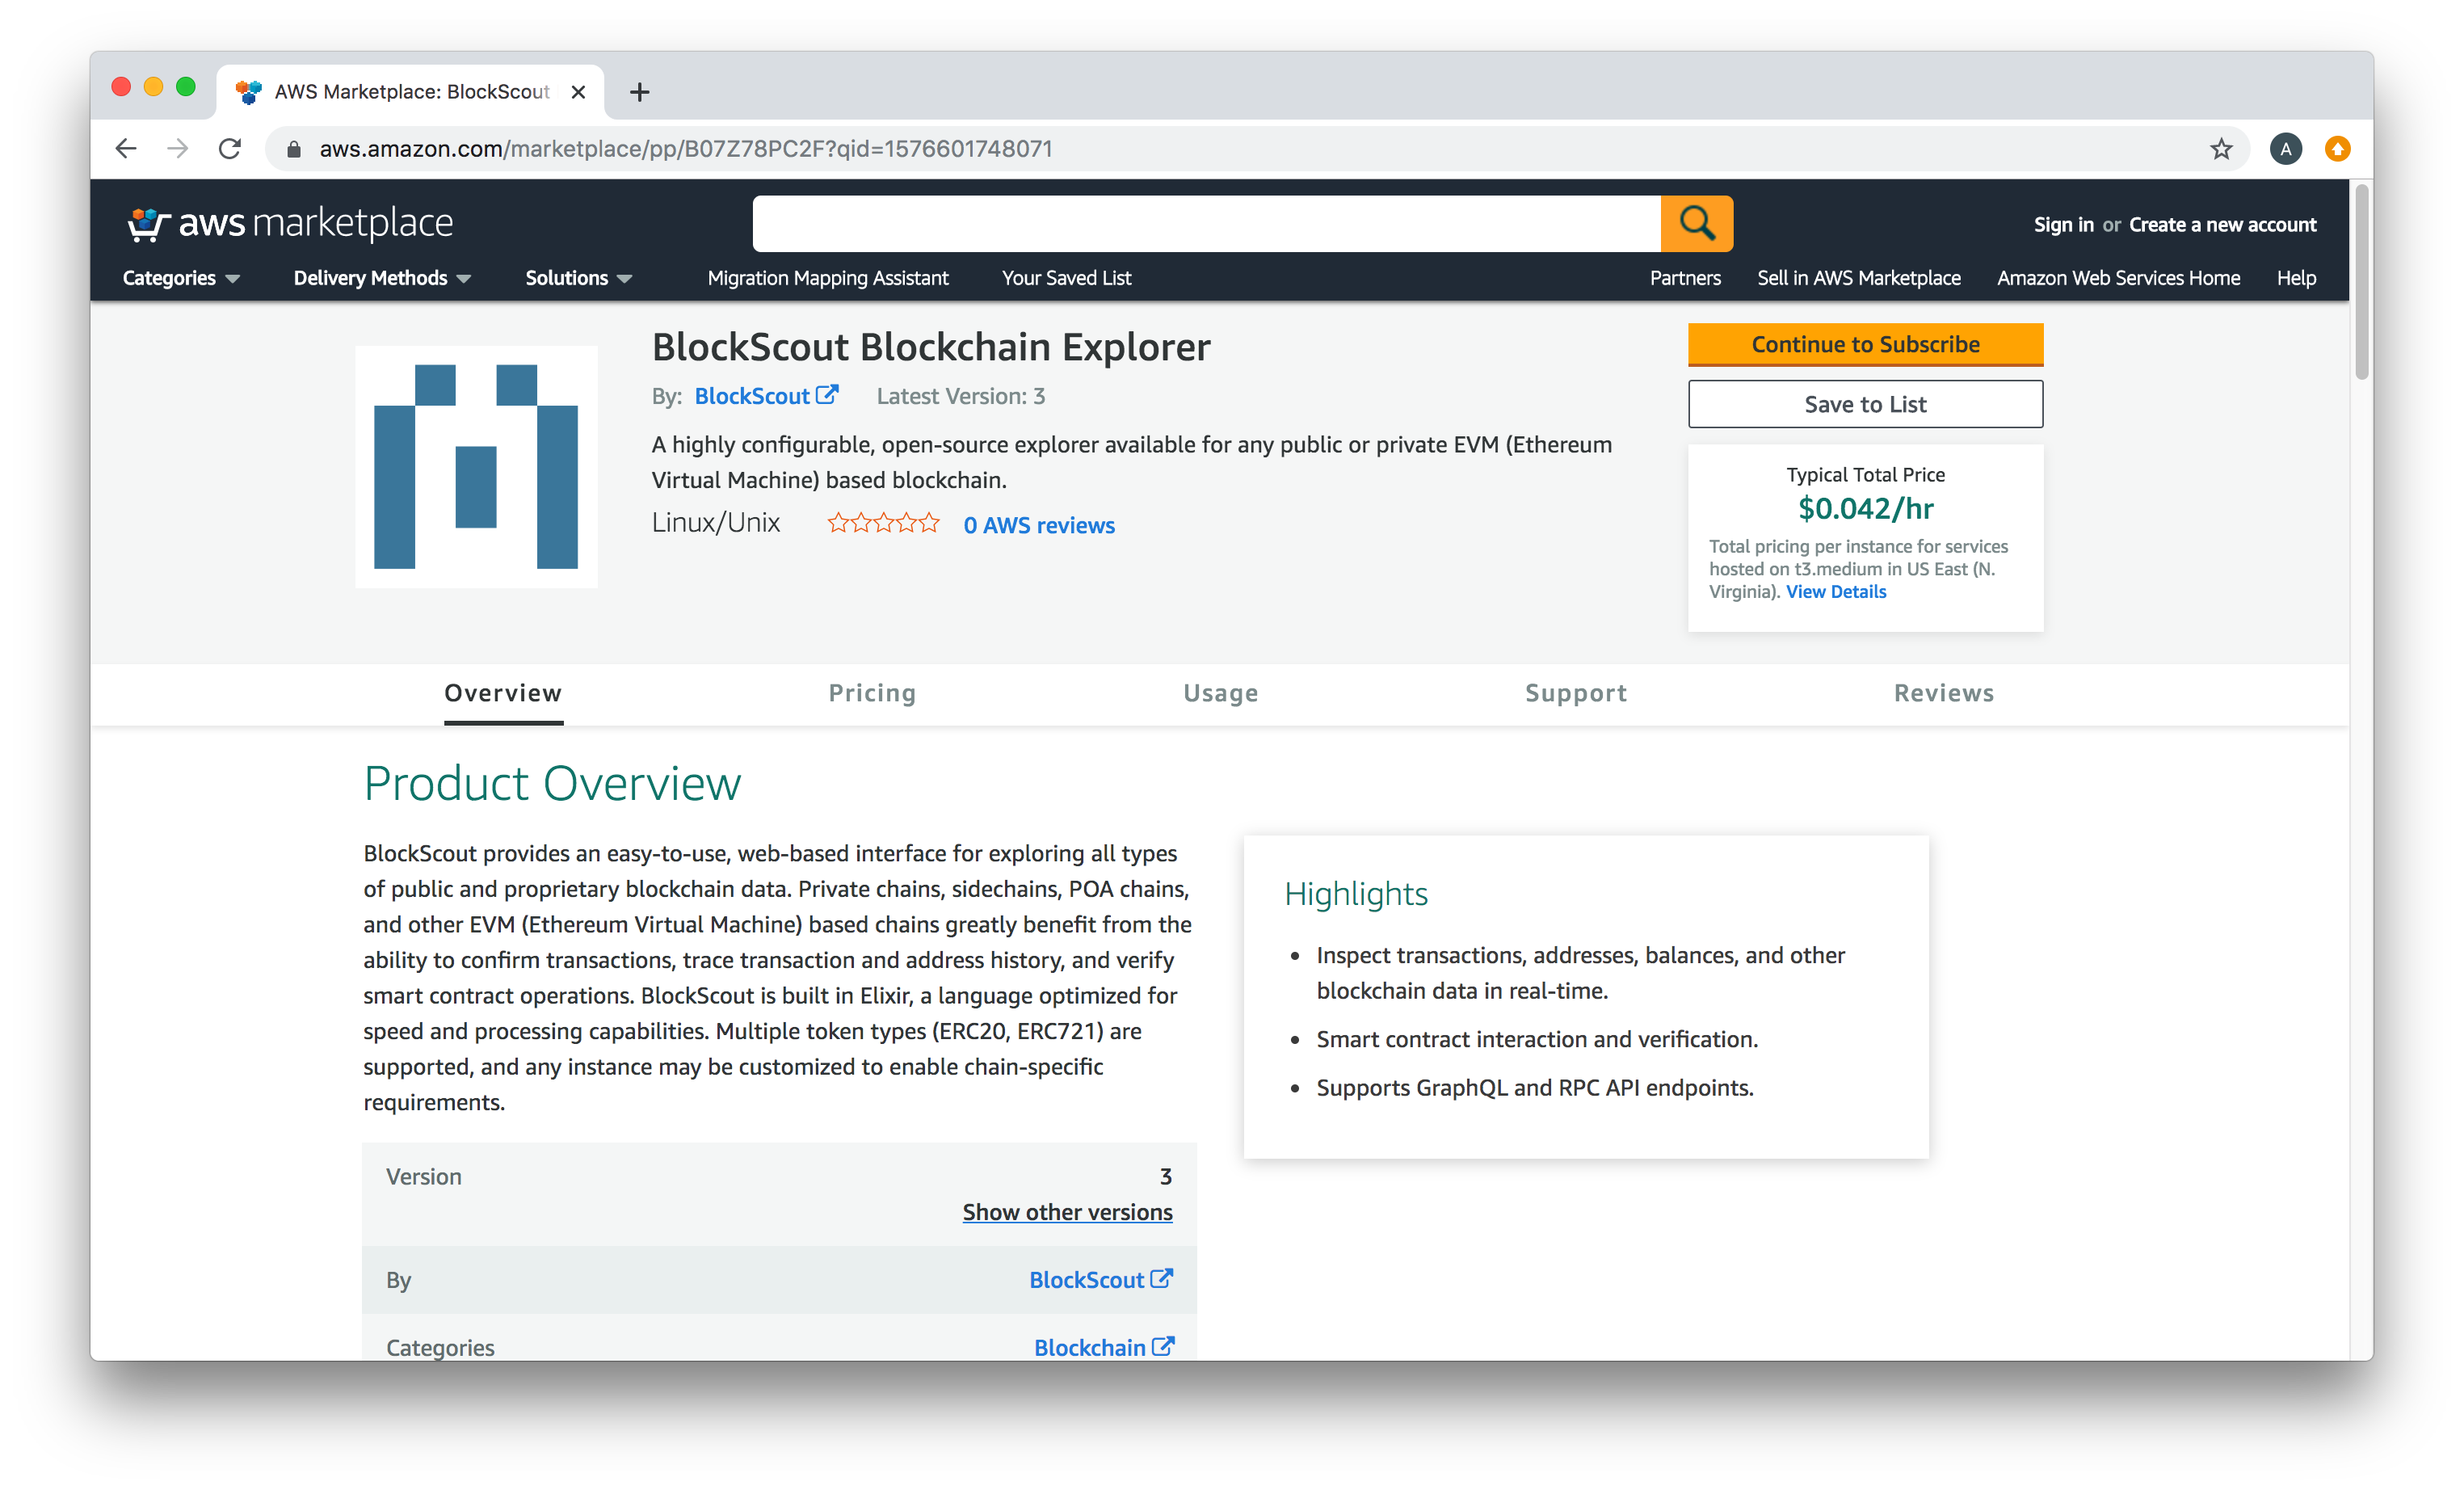 AWS Marketplace: BlockScout
aws.amazon.com/marketplace/pp/B07Z78PC2F?qid=1576601748071
A
aws marketplace
Sign in or Create a new account
Categories Delivery Methods Solutions Migration Mapping Assistant Your Saved List Partners Sell in AWS Marketplace Amazon Web Services Home Help
BlockScout Blockchain Explorer
By: BlockScout Latest Version: 3
A highly configurable, open-source explorer available for any public or private EVM (Ethereum
Virtual Machine) based blockchain.
Linux/Unix 0 AWS reviews
Continue to Subscribe
Save to List
Typical Total Price
$0.042/hr
Total pricing per instance for services
hosted on t3.medium in US East (N.
Virginia). View Details
Overview Pricing Usage Support Reviews
Product Overview
BlockScout provides an easy-to-use, web-based interface for exploring all types
of public and proprietary blockchain data. Private chains, sidechains, POA chains,
and other EVM (Ethereum Virtual Machine) based chains greatly benefit from the
ability to confirm transactions, trace transaction and address history, and verify
smart contract operations. BlockScout is built in Elixir, a language optimized for
speed and processing capabilities. Multiple token types (ERC20, ERC721) are
supported, and any instance may be customized to enable chain-specific
requirements.
Highlights
Inspect transactions, addresses, balances, and other
blockchain data in real-time.
Smart contract interaction and verification.
Supports GraphQL and RPC API endpoints.
Version 3
Show other versions
By BlockScout
Categories Blockchain